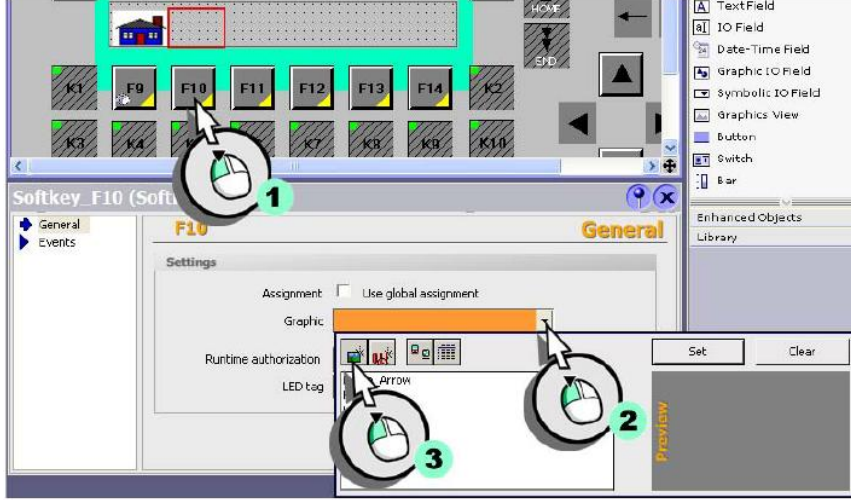 HOME
END
K1
F9
F10
F11
F12
F13
F14
K2
K3
K4
K7
K8
K9
K10
1
TextField
IO Field
Date-Time Field
Graphic IO Field
Symbolic IO Field
Graphics View
Button
Switch
Bar
Enhanced Objects
Library
Softkey_F10 (Soft
General
Events
F10
General
Settings
Assignment
Use global assignment
Graphic
Runtime authorization
LED tag
Arrow
Set
Clear
Preview
2
3